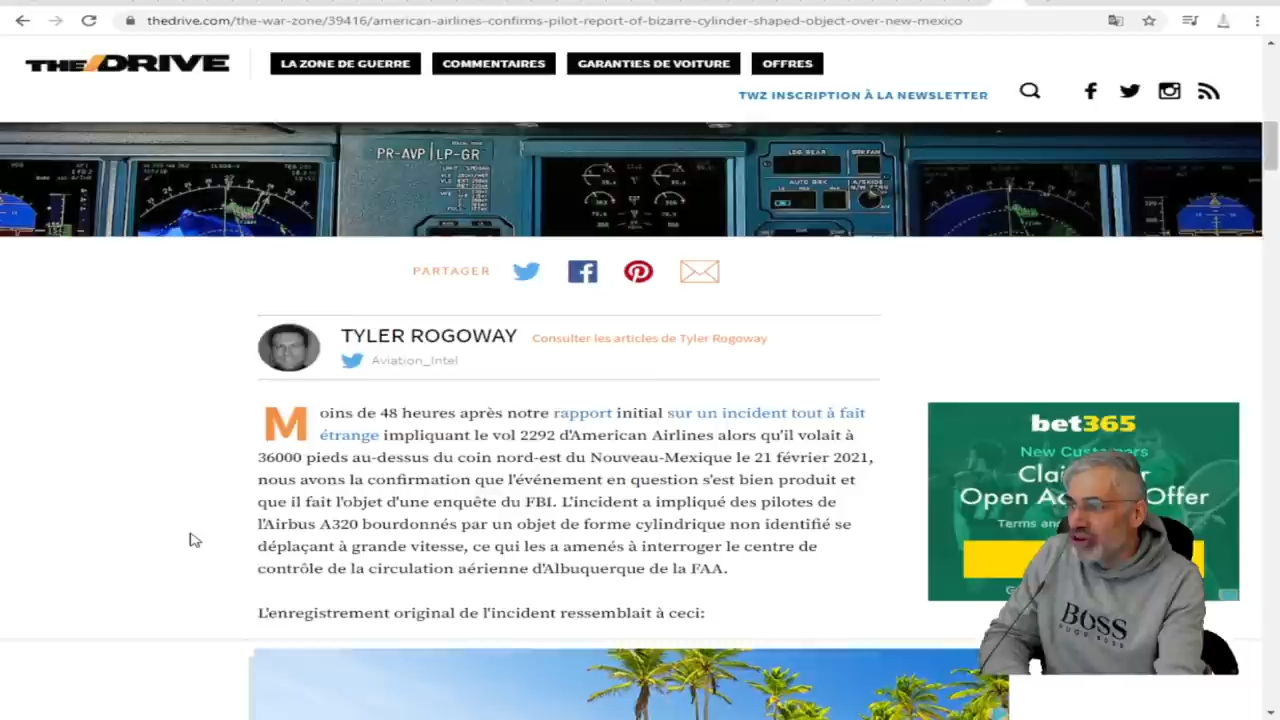 thedrive.com/the-war-zone/39416/american-airlines-confirms-pilot-report-of-bizarre-cylinder-shaped-object-over-new-mexico
THE DRIVE
LA ZONE DE GUERRE
COMMENTAIRES
GARANTIES DE VOITURE
OFFRES
TWZ INSCRIPTION À LA NEWSLETTER
PR-AVP | LP-GR
AUTO BRK
PARTAGER
TYLER ROGOWAY Consulter les articles de Tyler Rogoway
Aviation_Intel
Moins de 48 heures après notre rapport initial sur un incident tout à fait
étrange impliquant le vol 2292 d'American Airlines alors qu'il volait à
36000 pieds au-dessus du coin nord-est du Nouveau-Mexique le 21 février 2021,
nous avons la confirmation que l'événement en question s'est bien produit et
que il fait l'objet d'une enquête du FBI. L'incident a impliqué des pilotes de
l'Airbus A320 bourdonnés par un objet de forme cylindrique non identifié se
déplaçant à grande vitesse, ce qui les a amenés à interroger le centre de
contrôle de la circulation aérienne d'Albuquerque de la FAA.
L'enregistrement original de l'incident ressemblait à ceci:
bet365
New Customers
Open Offer
Terms and
BOSS
HUGO BOSS